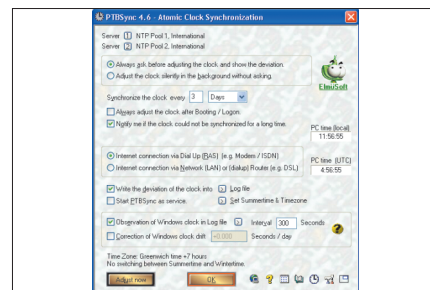 PTBSync 4.6 - Atomic Clock Synchronization
Server 1 NTP Pool 1, International
Server 2 NTP Pool 2, International
Always ask before adjusting the clock and show the deviation.
Adjust the clock silently in the background without asking.
ElmüSoft
Synchronize the clock every 3 Days
Always adjust the clock after Booting / Logon.
Notify me if the clock could not be synchronized for a long time.
PC time (local)
11:56:55
Internet connection via Dial Up (RAS) (e.g. Modem / ISDN)
Internet connection via Network (LAN) or (dialup) Router (e.g. DSL)
PC time (UTC)
4:56:55
Write the deviation of the clock into Log file
Start PTBSync as service. Set Summertime & Timezone
Observation of Windows clock in Log file Interval 300 Seconds
Correction of Windows clock drift +0.000 Seconds / day
Time Zone: Greenwich time +7 hours
No switching between Summertime and Wintertime.
Adjust now OK